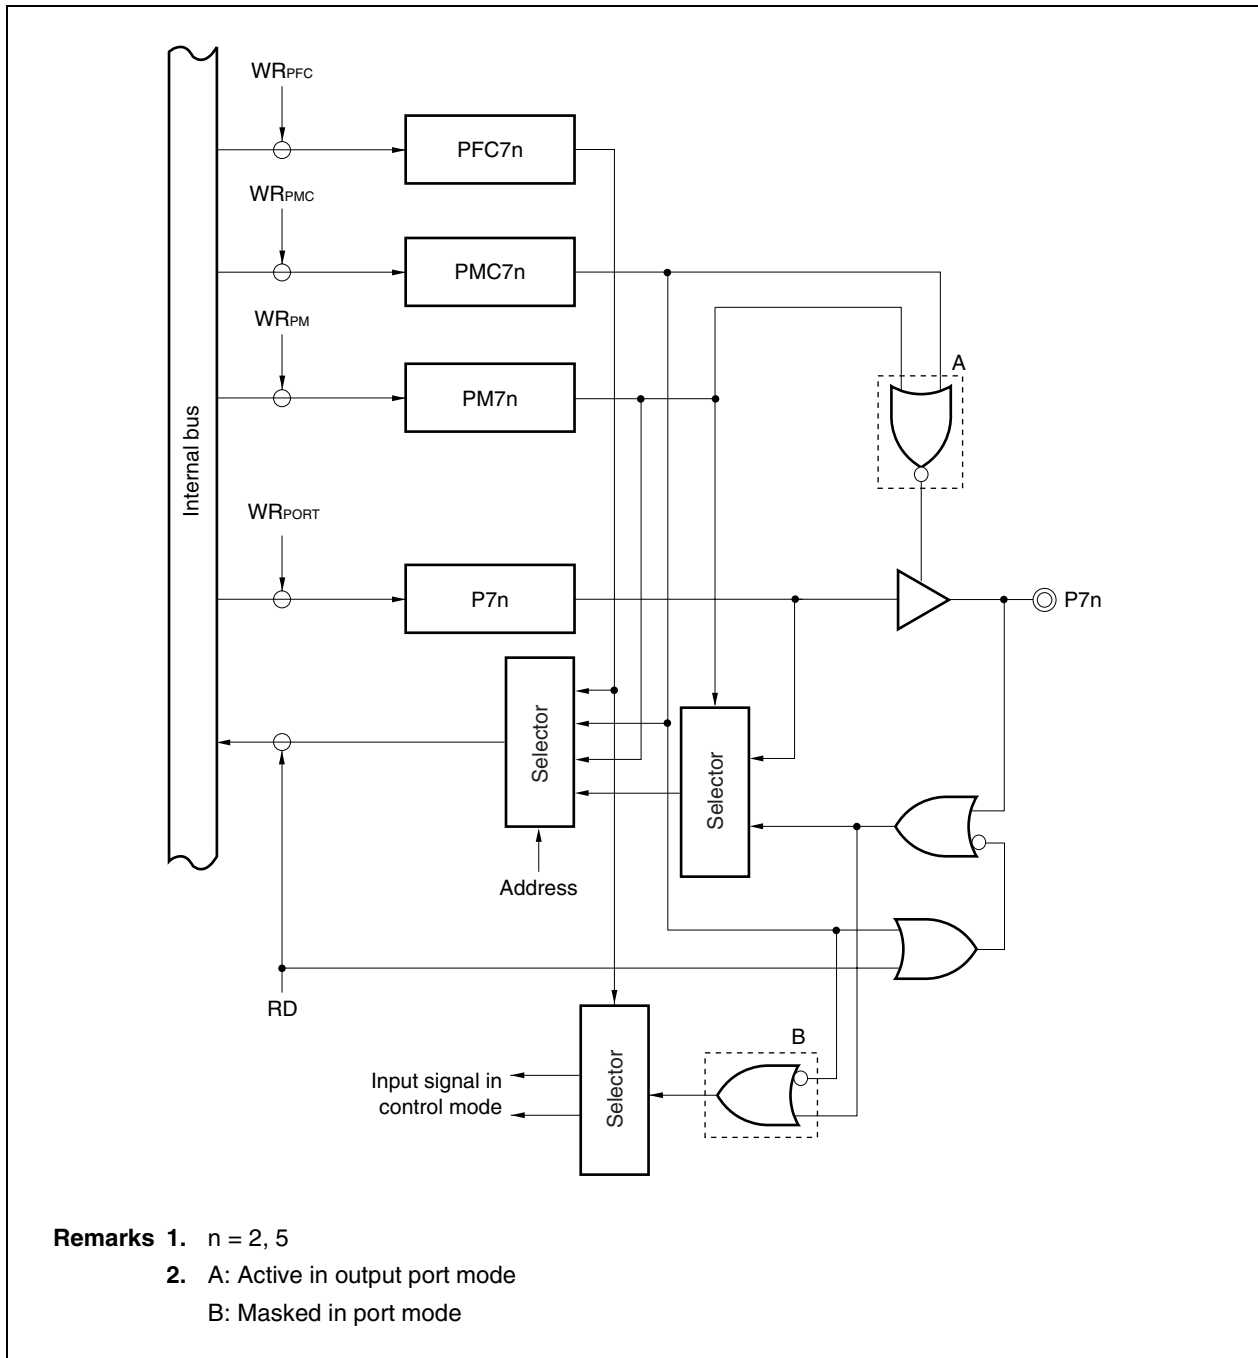 WRPFC
PFC7n
WRPMC
PMC7n
WRPM
A
PM7n
Internal bus
WRPORT
P7n
P7n
Selector
Selector
Address
RD
B
Input signal in
control mode
Selector
Remarks 1. n = 2, 5
2. A: Active in output port mode
B: Masked in port mode